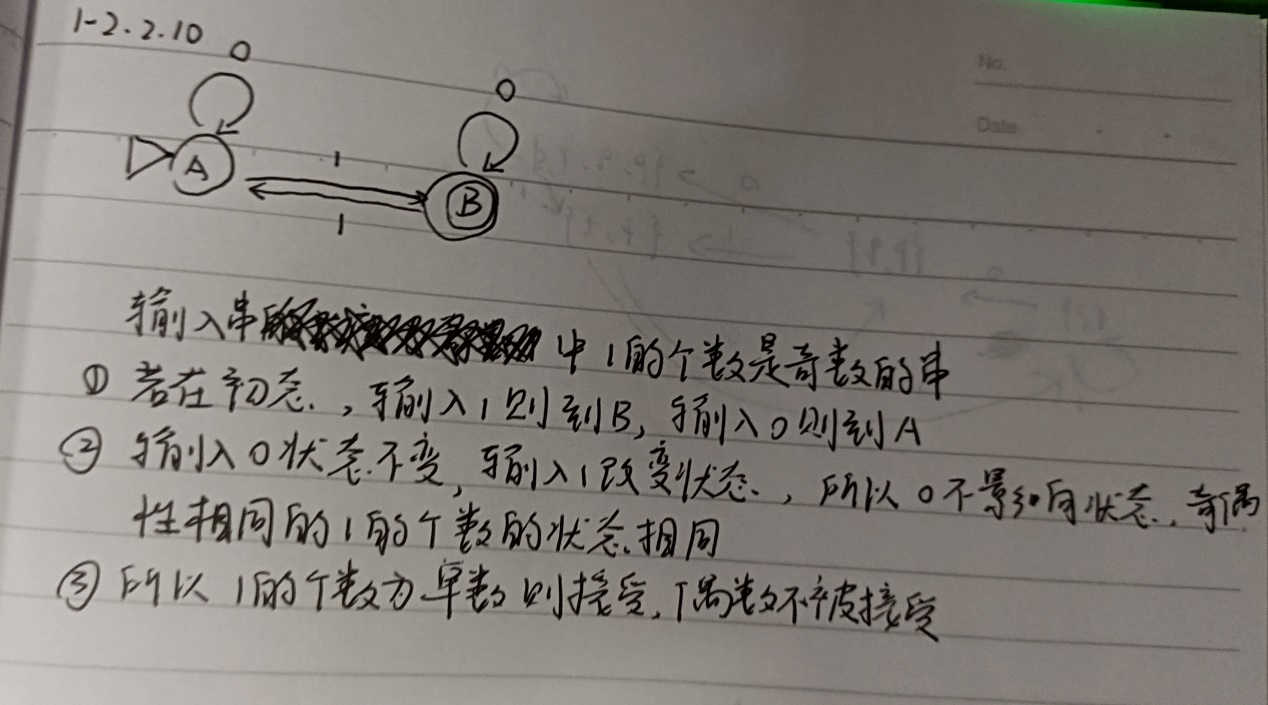 1-2.2.10
0
0
A
1
B
1
输入串中1的个数是奇数的串
① 若在初态,输入1则到B,输入0则到A
② 输入0状态不变,输入1改变状态,所以0不影响状态,奇偶
性相同的1的个数的状态相同
③ 所以1的个数为单数则接受,偶数不被接受
No.
Date